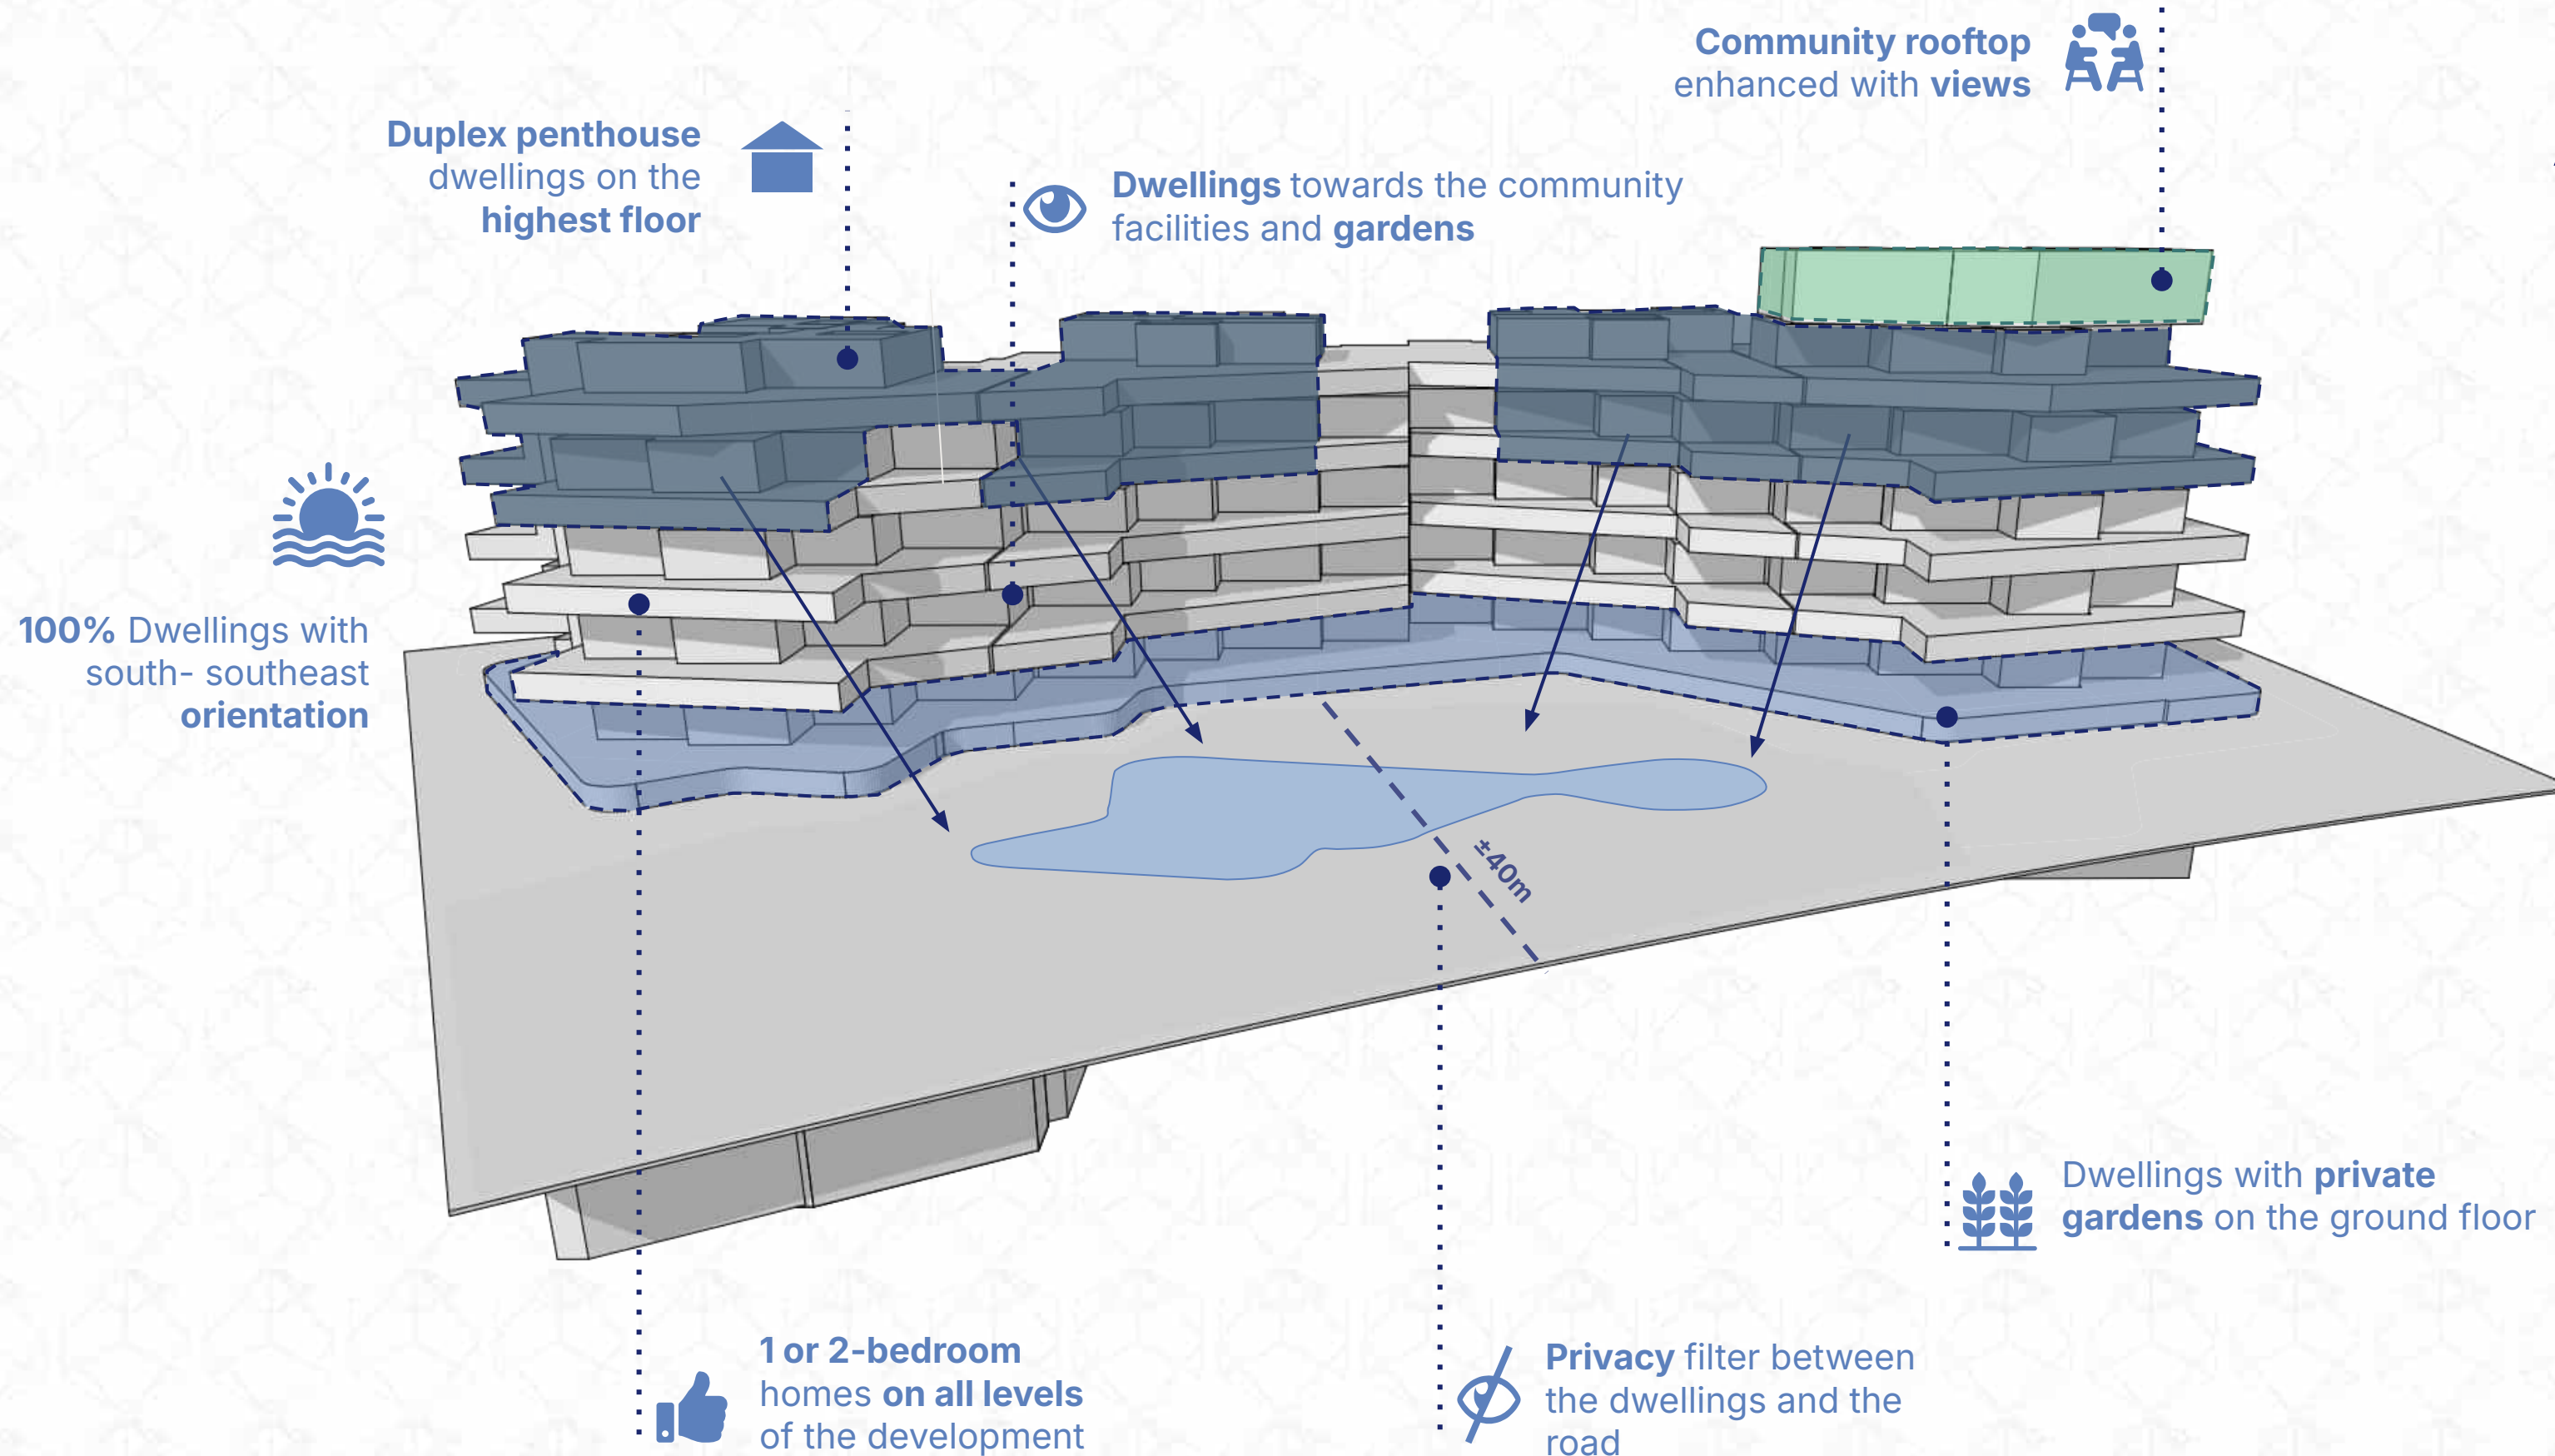 Community rooftop
enhanced with views
Duplex penthouse
dwellings on the
highest floor
Dwellings towards the community
facilities and gardens
100% Dwellings with
south- southeast
orientation
±40m
Dwellings with private
gardens on the ground floor
1 or 2-bedroom
homes on all levels
of the development
Privacy filter between
the dwellings and the
road